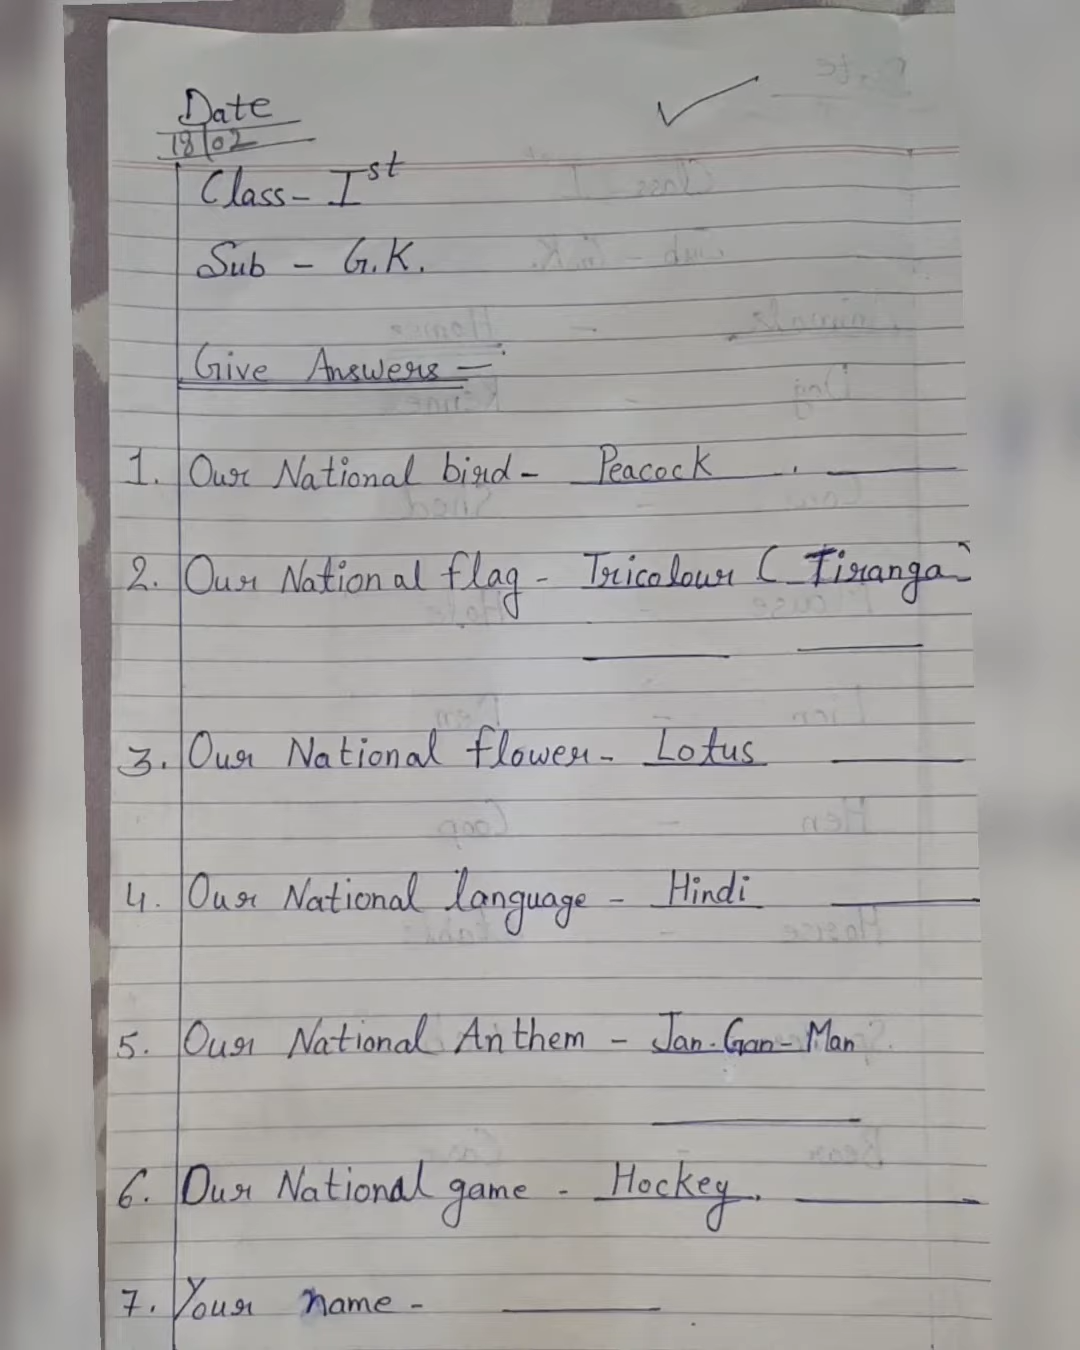 Date
18/02
Class- Ist
Sub - G.K.
Give Answers -
1. Our National bird- Peacock.
2. Our National flag - Tricolour ( Tiranga)
3. Our National flower- Lotus
4. Our National language - Hindi
5. Our National Anthem - Jan-Gan-Man
6. Our National game - Hockey.
7. Your name -